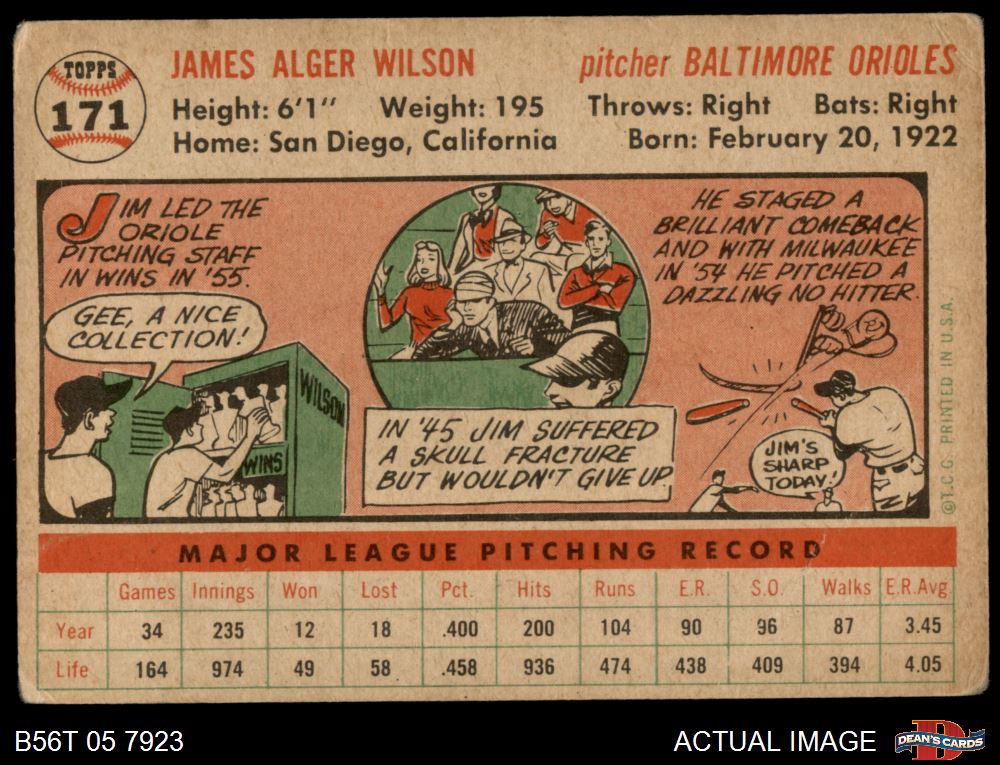 TOPPS
171
JAMES ALGER WILSON
pitcher BALTIMORE ORIOLES
Height: 6'1" Weight: 195 Throws: Right Bats: Right
Home: San Diego, California Born: February 20, 1922
JIM LED THE
ORIOLE
PITCHING STAFF
IN WINS IN '55.
GEE, A NICE
COLLECTION!
WILSON
WINS
IN '45 JIM SUFFERED
A SKULL FRACTURE
BUT WOULDN'T GIVE UP.
HE STAGED A
BRILLIANT COMEBACK
AND WITH MILWAUKEE
IN '54 HE PITCHED A
DAZZLING NO HITTER.
JIM'S
SHARP
TODAY!
©T.C.G. PRINTED IN U.S.A.
MAJOR LEAGUE PITCHING RECORD
Games Innings Won Lost Pct. Hits Runs E.R. S.O. Walks E.R.Avg.
Year 34 235 12 18 .400 200 104 90 96 87 3.45
Life 164 974 49 58 .458 936 474 438 409 394 4.05
B56T 05 7923
ACTUAL IMAGE
DEAN'S CARDS